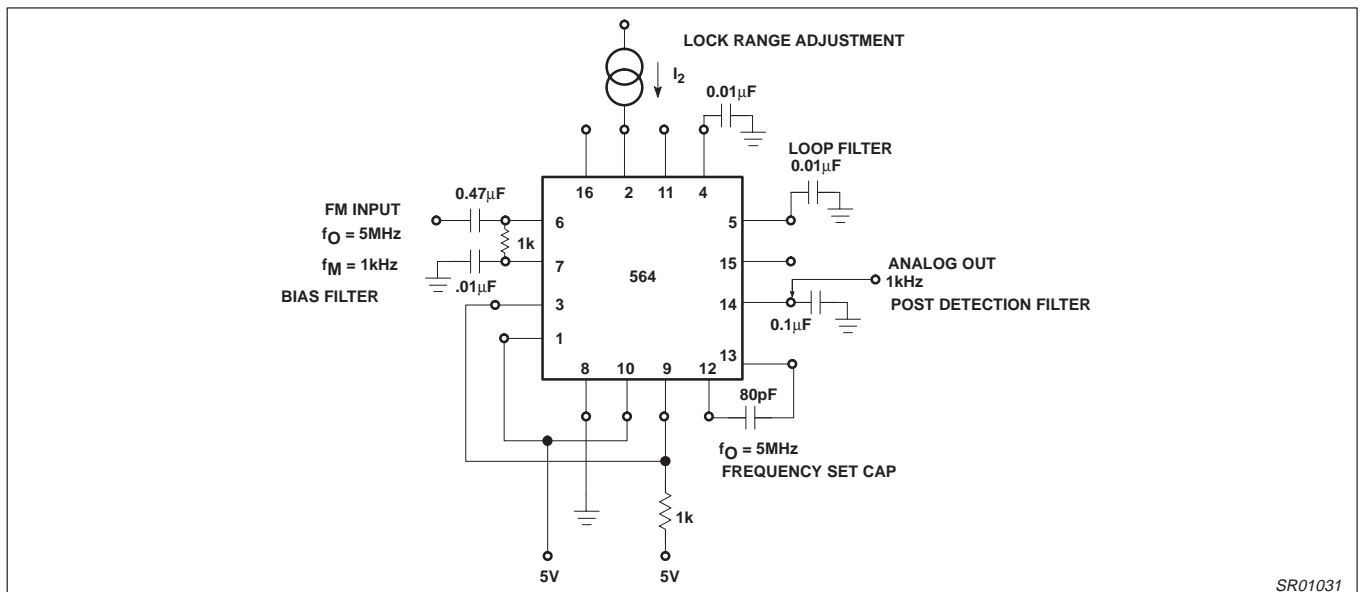 LOCK RANGE ADJUSTMENT
I2
0.01μF
LOOP FILTER
0.01μF
16
2
11
4
0.47μF
FM INPUT
fO = 5MHz
fM = 1kHz
BIAS FILTER
1k
.01μF
6
7
3
1
564
5
15
14
13
ANALOG OUT
1kHz
POST DETECTION FILTER
0.1μF
8
10
9
12
80pF
fO = 5MHz
FREQUENCY SET CAP
1k
5V
5V
SR01031